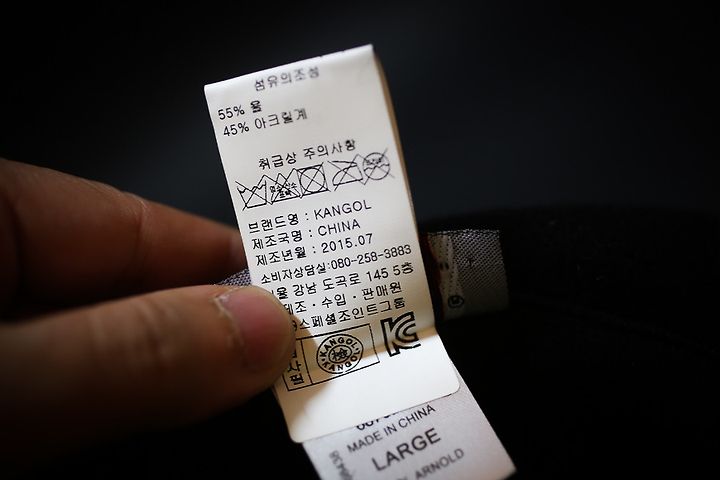 섬유의조성
55% 울
45% 아크릴계
취급상 주의사항
브랜드명 : KANGOL
제조국명 : CHINA
제조년월 : 2015.07
소비자상담실:080-258-3883
서울 강남 도곡로 145 5층
제조·수입·판매원
스페셜조인트그룹
KANGOL
KANGOL
KC
MADE IN CHINA
LARGE
ARNOLD